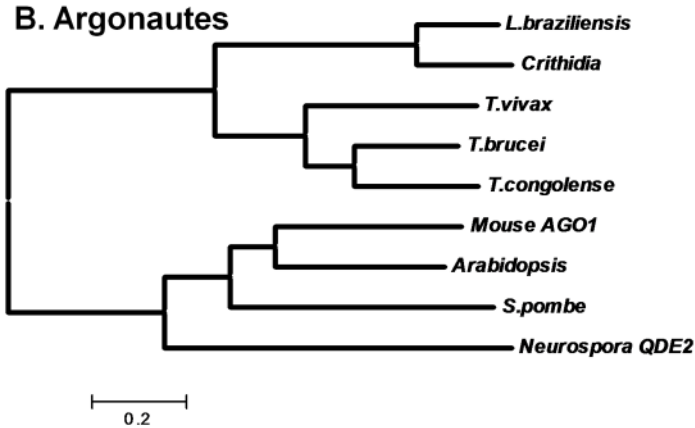 B. Argonautes
L.braziliensis
Crithidia
T.vivax
T.brucei
T.congolense
Mouse AGO1
Arabidopsis
S.pombe
Neurospora QDE2
0.2